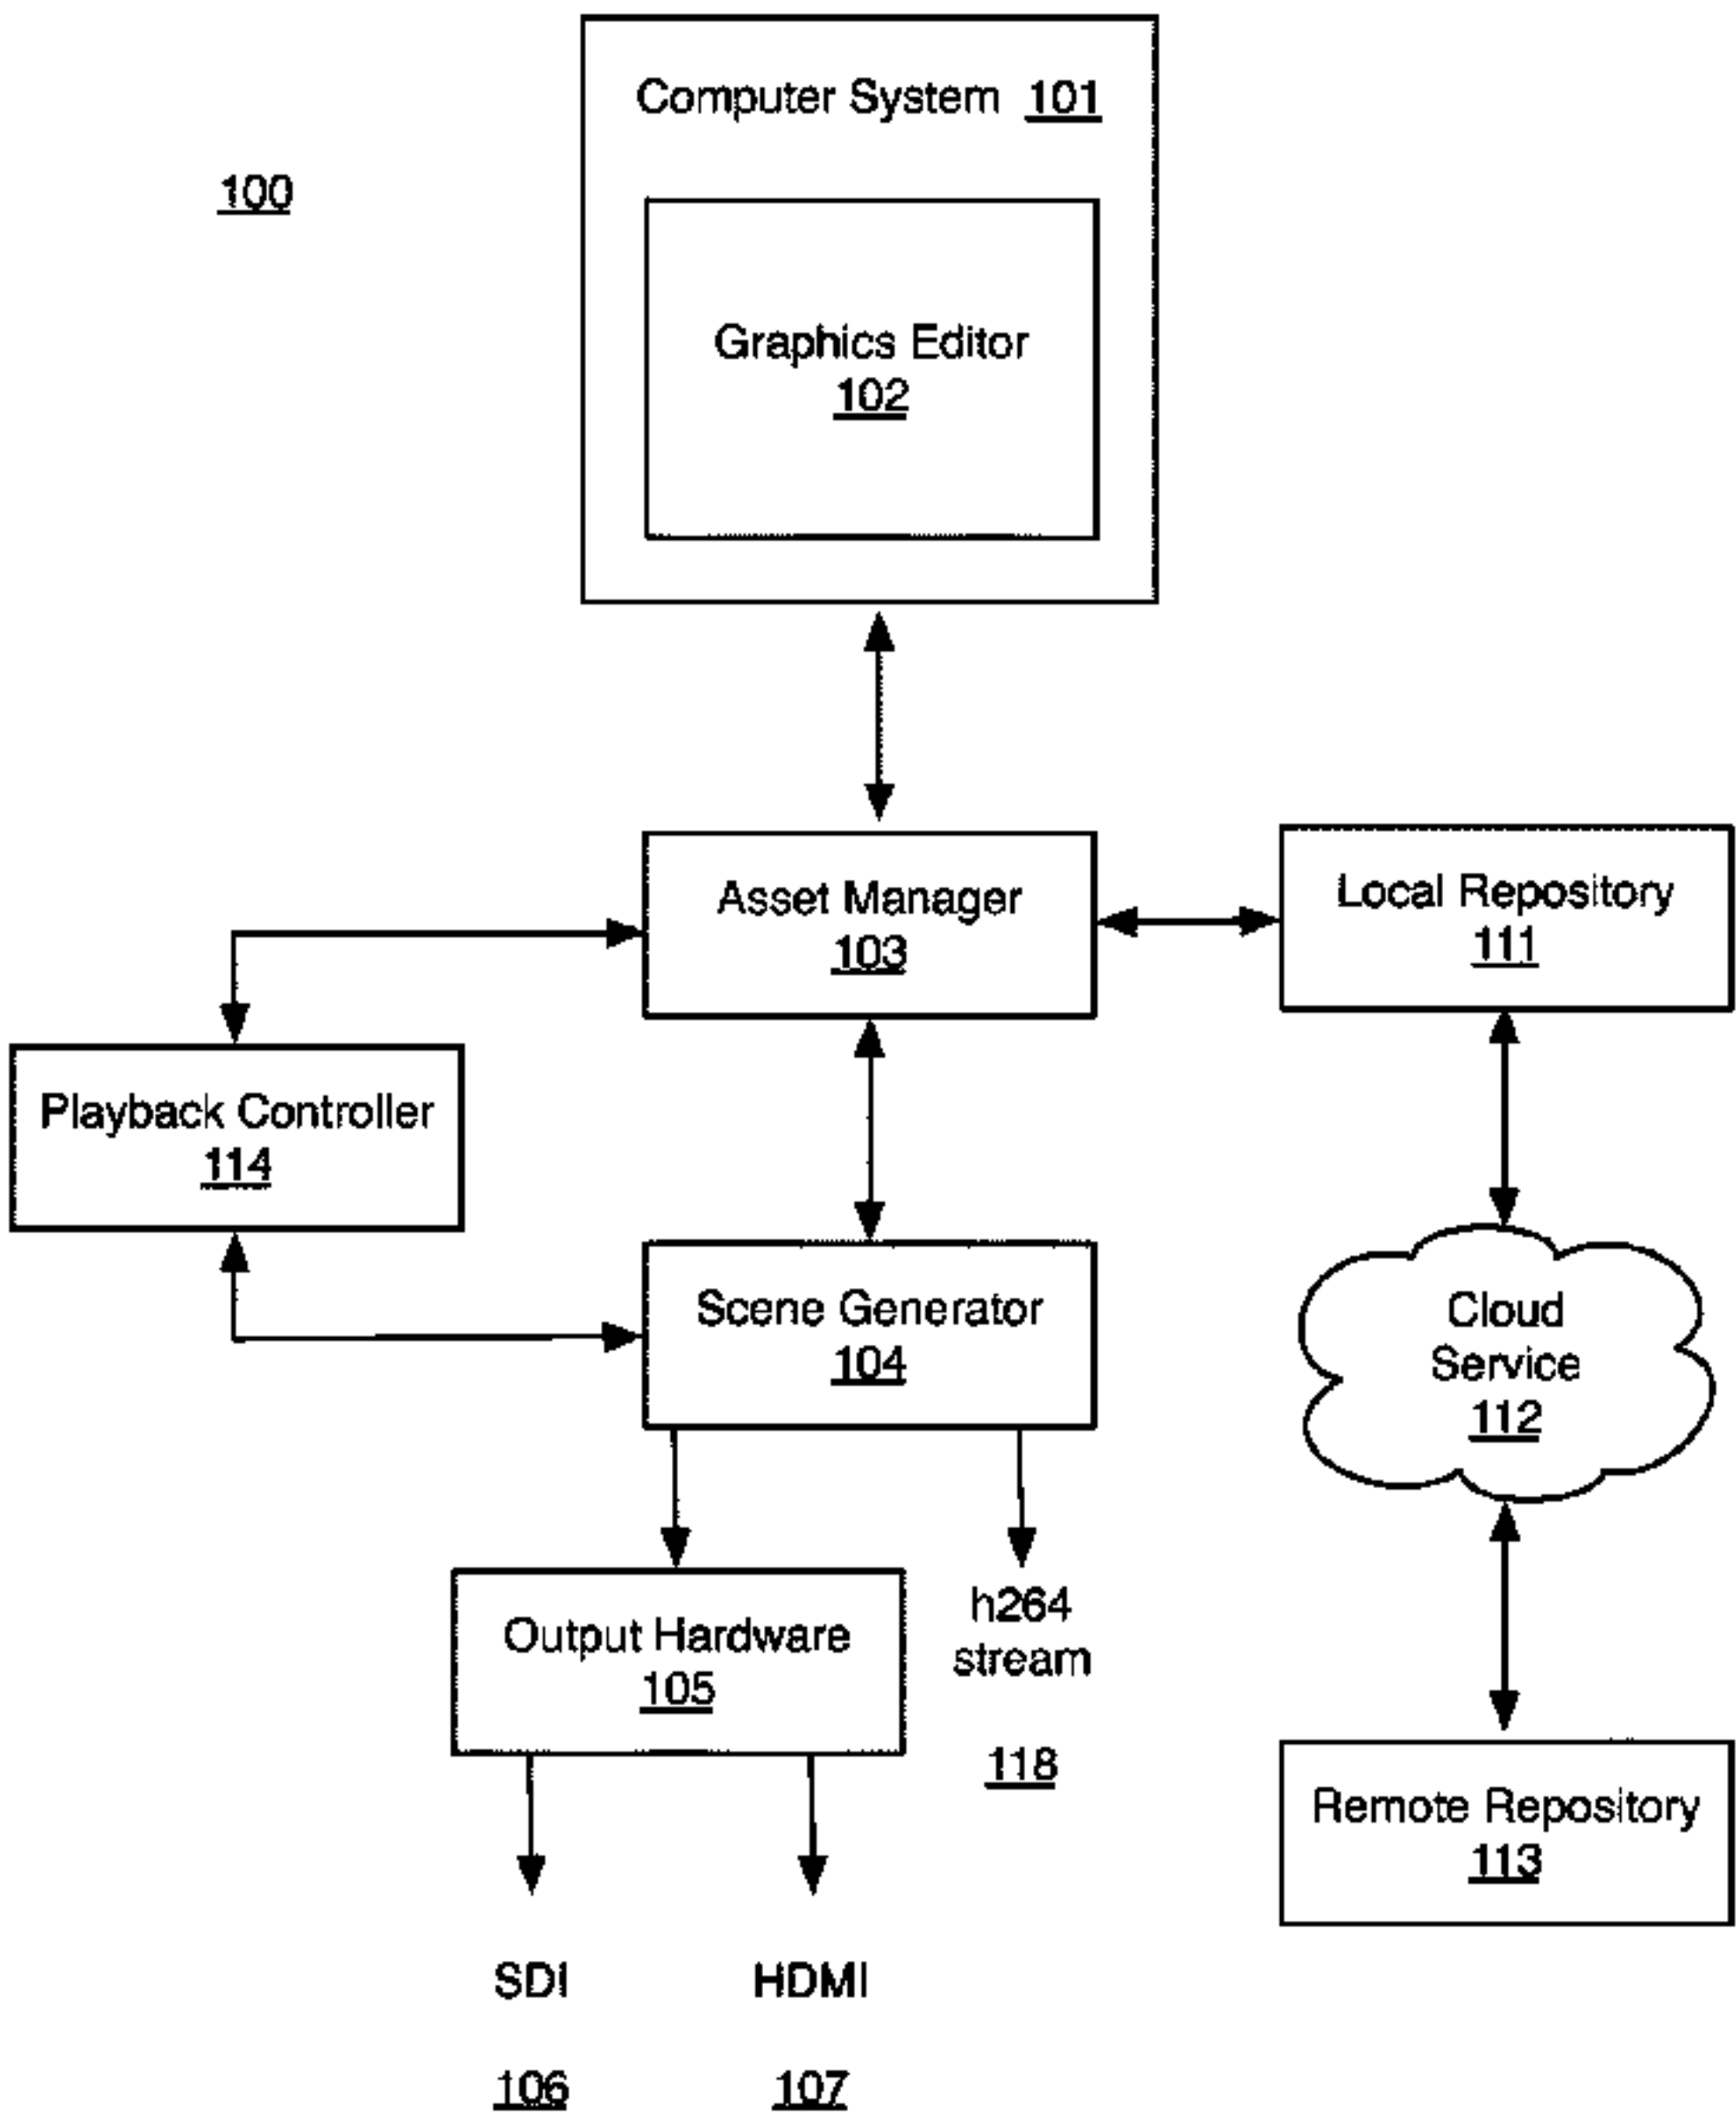 Computer System 101
100
Graphics Editor
102
Asset Manager
103
Local Repository
111
Playback Controller
114
Scene Generator
104
Cloud
Service
112
Output Hardware
105
h264
stream
118
Remote Repository
113
SDI
HDMI
106
107